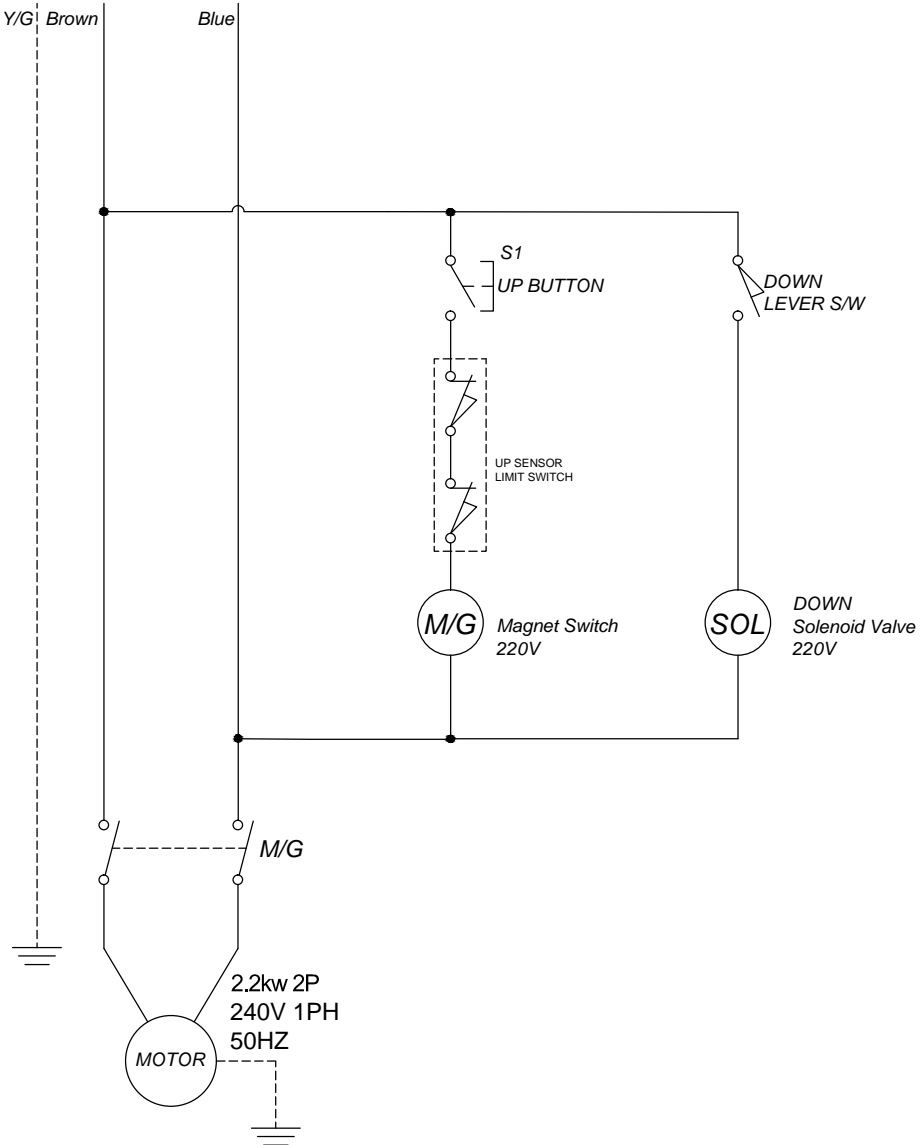 Y/G Brown Blue
S1
UP BUTTON
DOWN
LEVER S/W
UP SENSOR
LIMIT SWITCH
M/G
Magnet Switch
220V
SOL
DOWN
Solenoid Valve
220V
M/G
2.2kw 2P
240V 1PH
50HZ
MOTOR